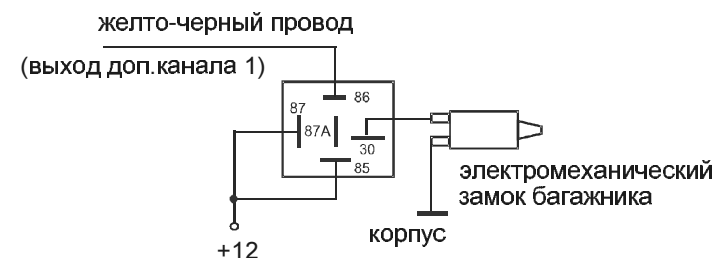 желто-черный провод
(выход доп.канала 1)
86
87
87A
30
85
электромеханический
замок багажника
корпус
+12